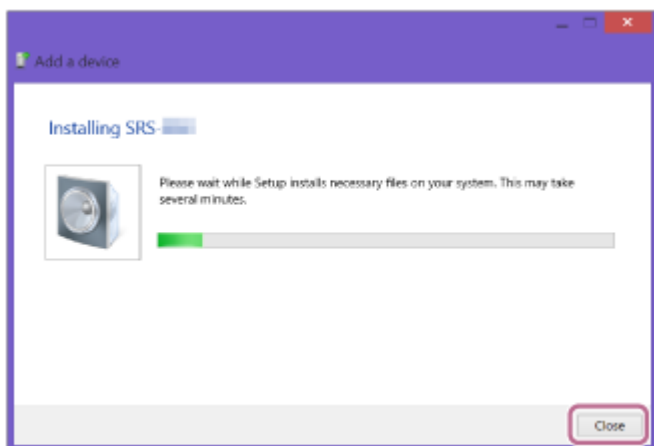 Add a device
Installing SRS-
Please wait while Setup installs necessary files on your system. This may take
several minutes.
Close